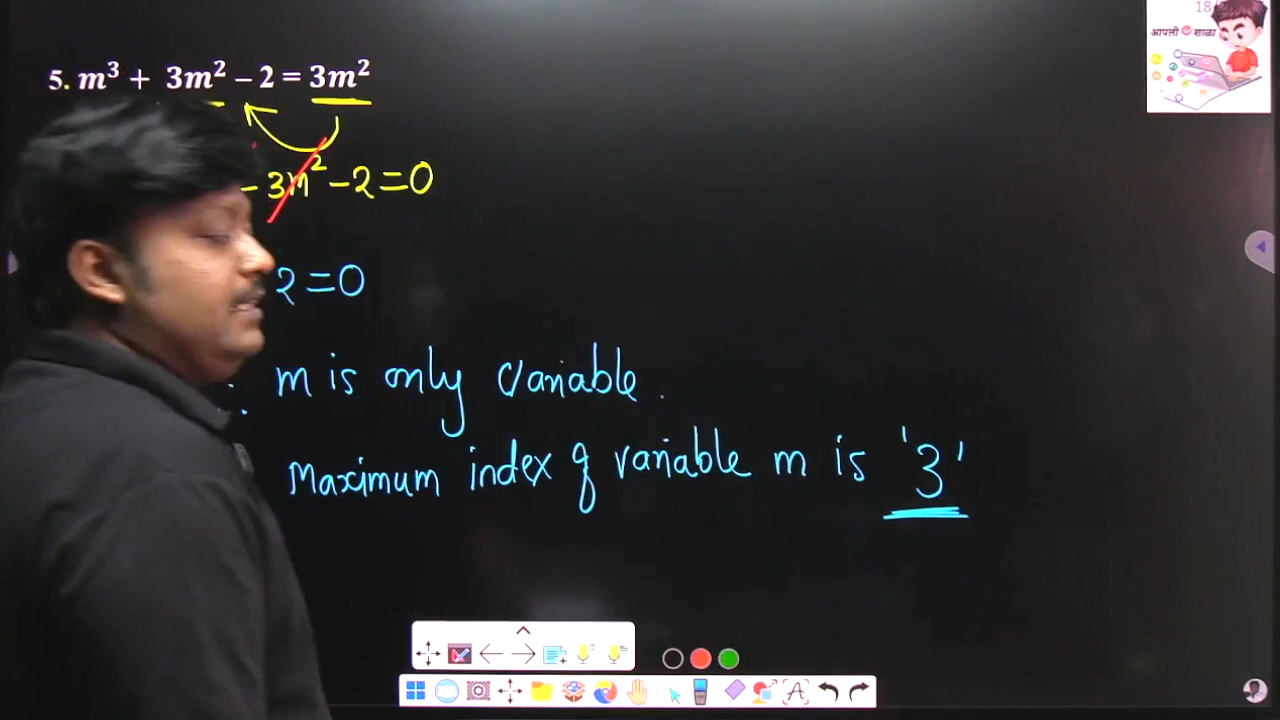 आपली शाळा
5. m³ + 3m² – 2 = 3m²
- 3m² - 2 = 0
2 = 0
∴ m is only variable.
Maximum index of variable m is '3'